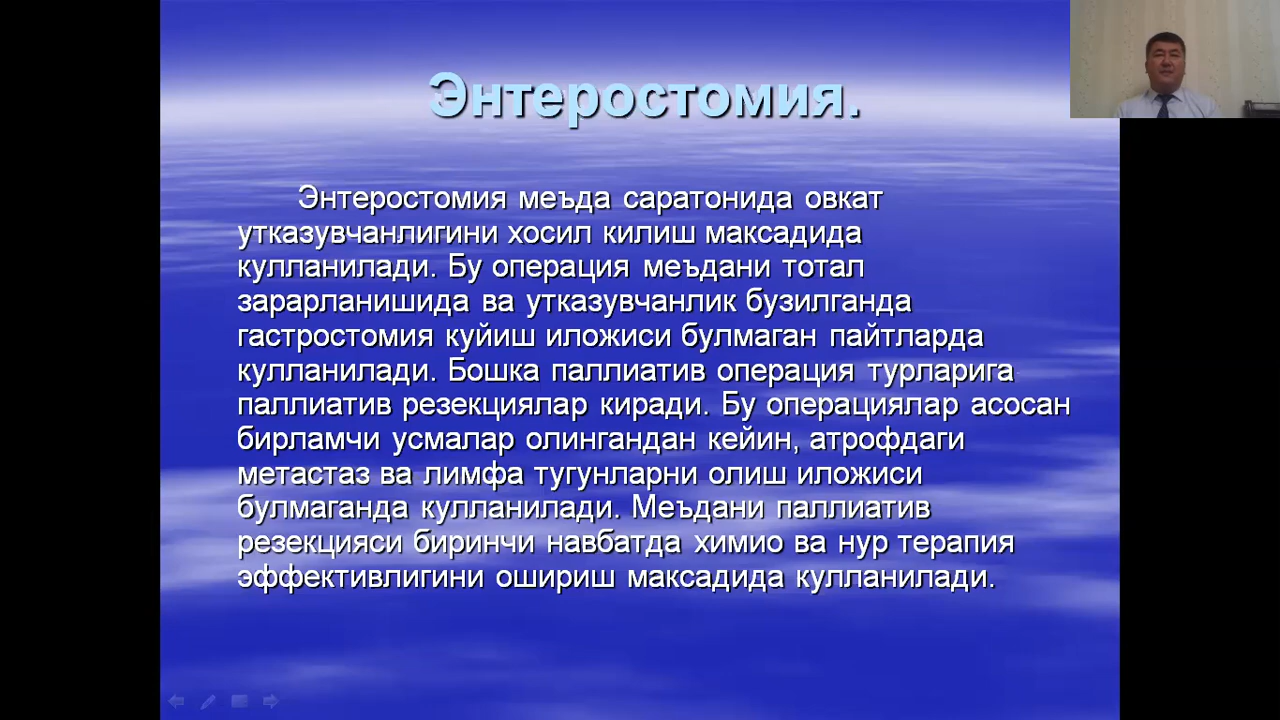 Энтеростомия.
Энтеростомия меъда саратонида овкат
утказувчанлигини хосил килиш максадида
кулланилади. Бу операция меъдани тотал
зарарланишида ва утказувчанлик бузилганда
гастростомия куйиш иложиси булмаган пайтларда
кулланилади. Бошка паллиатив операция турларига
паллиатив резекциялар киради. Бу операциялар асосан
бирламчи усмалар олингандан кейин, атрофдаги
метастаз ва лимфа тугунларни олиш иложиси
булмаганда кулланилади. Меъдани паллиатив
резекцияси биринчи навбатда химио ва нур терапия
эффективлигини ошириш максадида кулланилади.